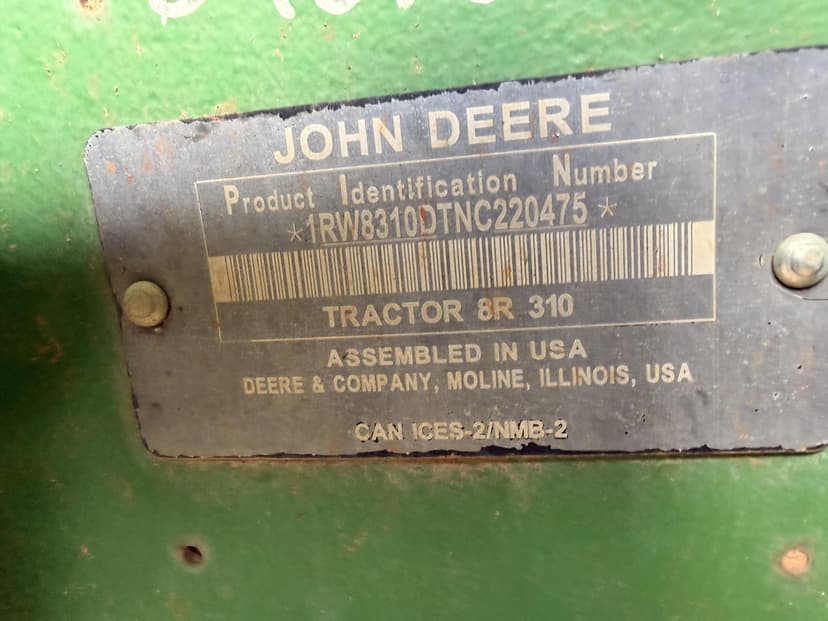 JOHN DEERE
Product Identification Number
*1RW8310DTNC220475*
TRACTOR 8R 310
ASSEMBLED IN USA
DEERE & COMPANY, MOLINE, ILLINOIS, USA
CAN ICES-2/NMB-2